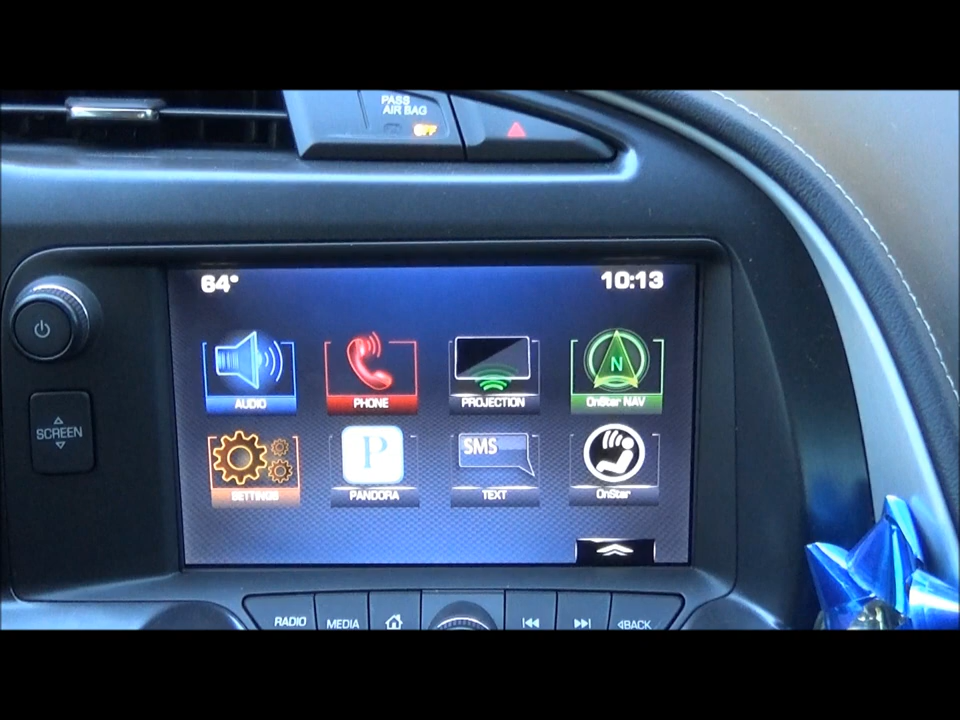 PASS
AIR BAG
OFF
64°
10:13
AUDIO
PHONE
PROJECTION
N
OnStar NAV
SCREEN
SETTINGS
P
PANDORA
SMS
TEXT
OnStar
RADIO
MEDIA
BACK